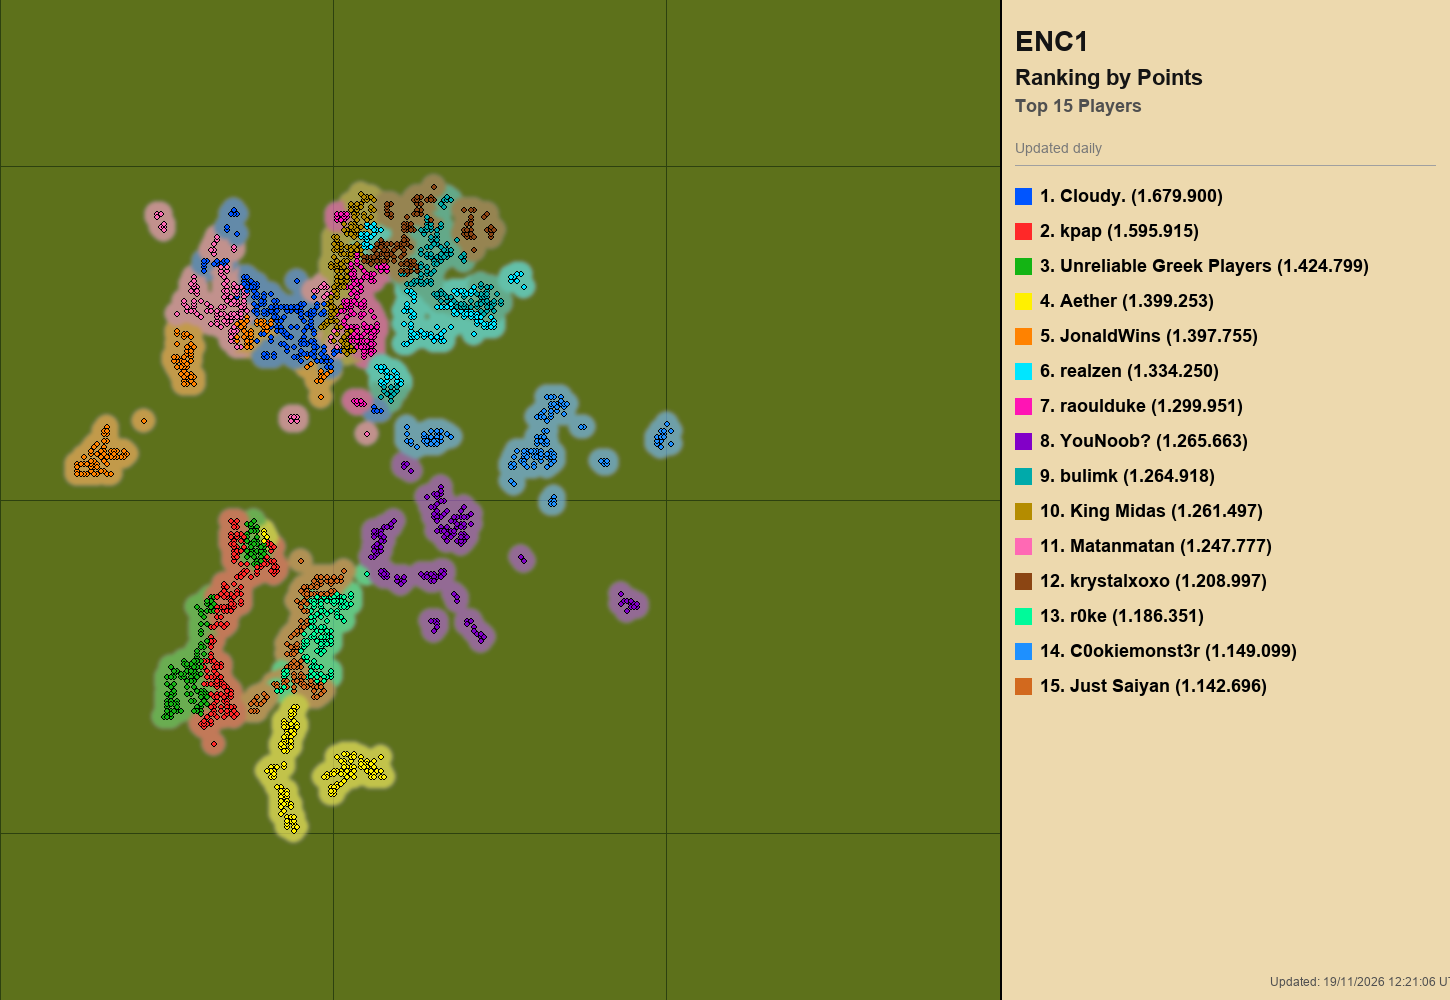 ENC1
Ranking by Points
Top 15 Players
Updated daily
1. Cloudy. (1.679.900)
2. kpap (1.595.915)
3. Unreliable Greek Players (1.424.799)
4. Aether (1.399.253)
5. JonaldWins (1.397.755)
6. realzen (1.334.250)
7. raoulduke (1.299.951)
8. YouNoob? (1.265.663)
9. bulimk (1.264.918)
10. King Midas (1.261.497)
11. Matanmatan (1.247.777)
12. krystalxoxo (1.208.997)
13. r0ke (1.186.351)
14. C0okiemonst3r (1.149.099)
15. Just Saiyan (1.142.696)
Updated: 19/11/2026 12:21:06